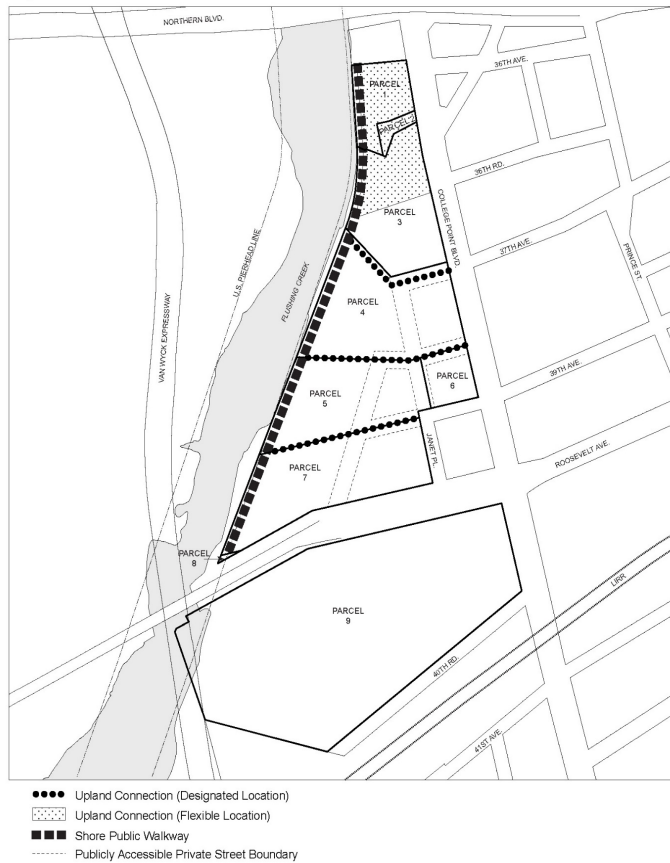 NORTHERN BLVD.
36TH AVE.
PARCEL
1
PARCEL 2
36TH RD.
PARCEL
3
COLLEGE POINT BLVD.
37TH AVE.
PRINCE ST.
U.S. PIERHEAD LINE
FLUSHING CREEK
VAN WYCK EXPRESSWAY
PARCEL
4
PARCEL
6
39TH AVE.
PARCEL
5
JANET PL.
ROOSEVELT AVE.
PARCEL
7
PARCEL
8
LIRR
PARCEL
9
40TH RD.
41ST AVE.
Upland Connection (Designated Location)
Upland Connection (Flexible Location)
Shore Public Walkway
Publicly Accessible Private Street Boundary